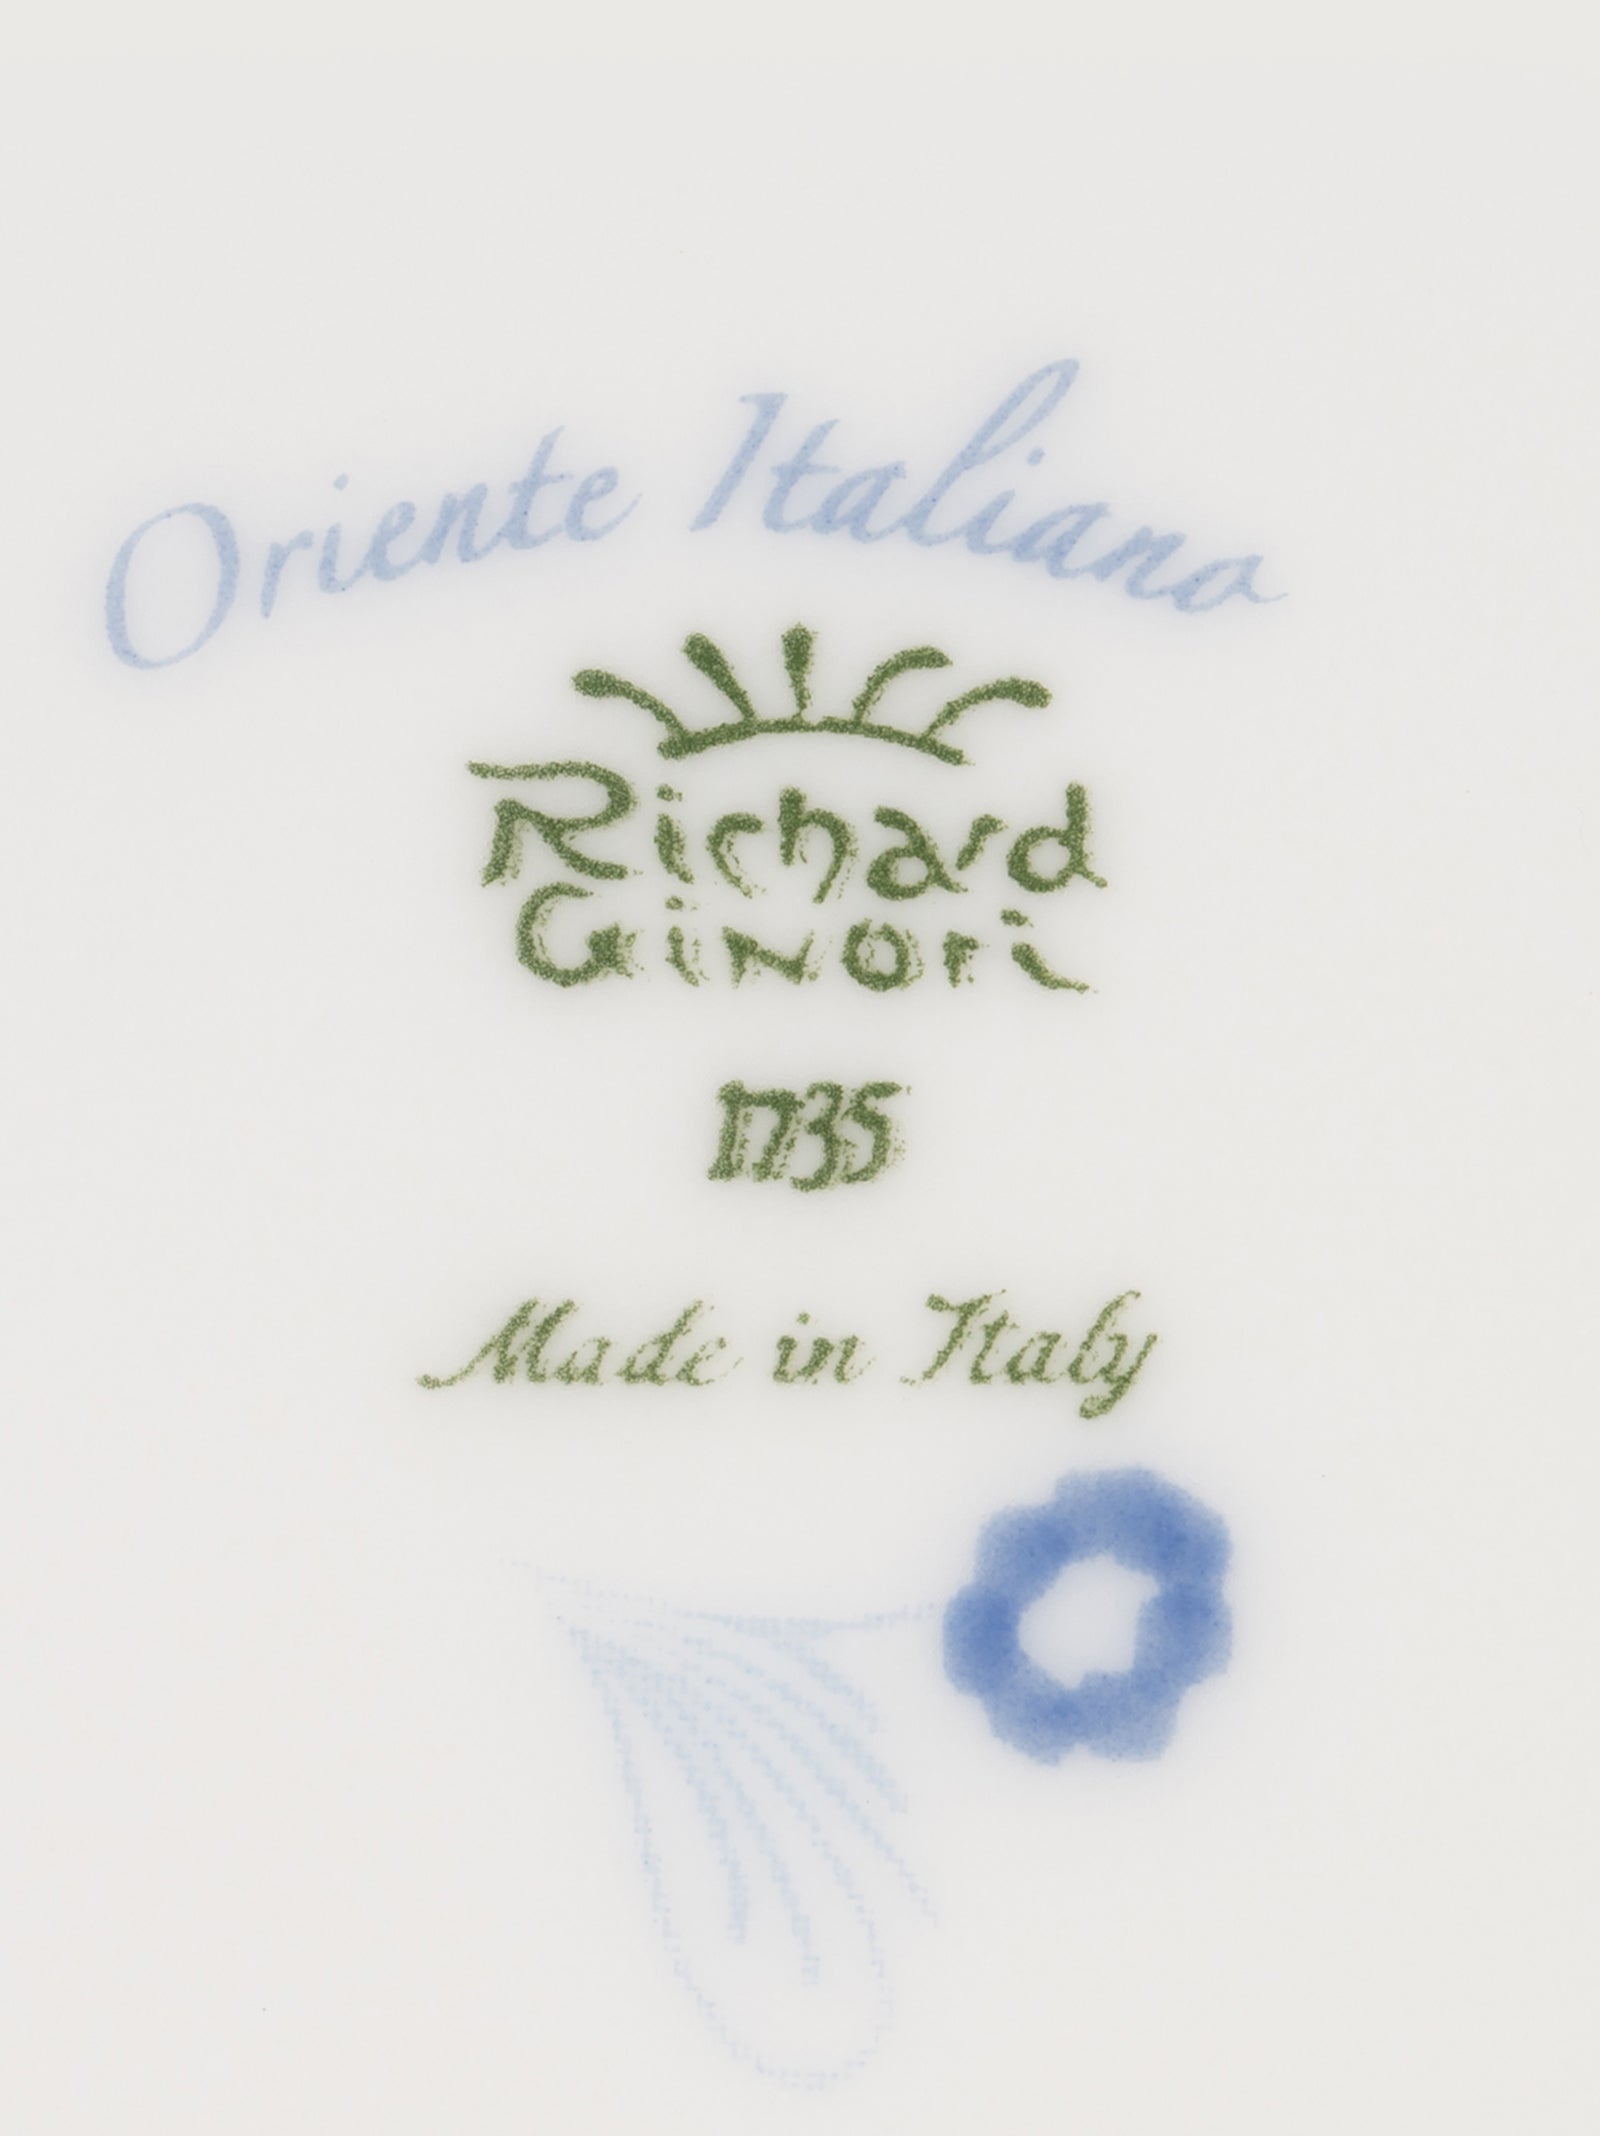 Oriente Italiano
Richard
Ginori
1735
Made in Italy